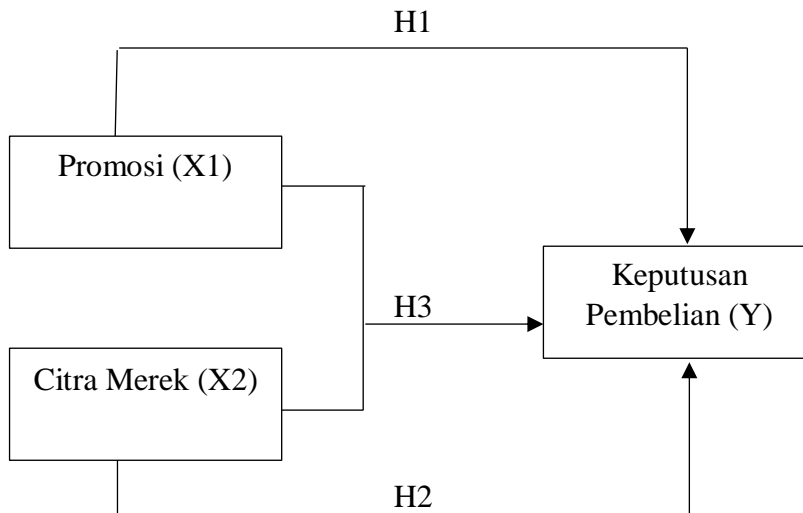 H1
Promosi (X1)
Keputusan
Pembelian (Y)
H3
Citra Merek (X2)
H2